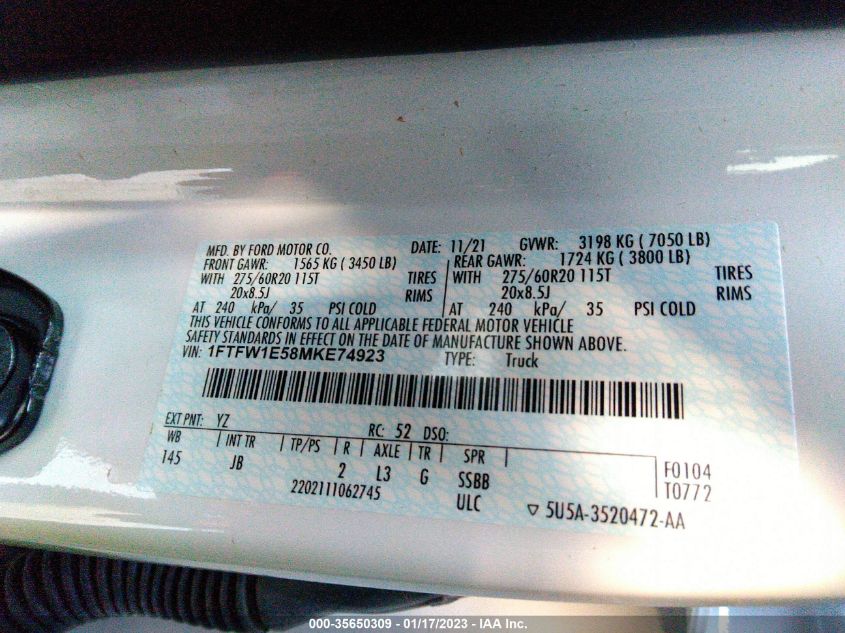 MFD. BY FORD MOTOR CO. DATE: 11/21 GVWR: 3198 KG ( 7050 LB)
FRONT GAWR: 1565 KG ( 3450 LB) REAR GAWR: 1724 KG ( 3800 LB)
WITH 275/60R20 115T TIRES WITH 275/60R20 115T TIRES
20x8.5J RIMS 20x8.5J RIMS
AT 240 kPa/ 35 PSI COLD AT 240 kPa/ 35 PSI COLD
THIS VEHICLE CONFORMS TO ALL APPLICABLE FEDERAL MOTOR VEHICLE
SAFETY STANDARDS IN EFFECT ON THE DATE OF MANUFACTURE SHOWN ABOVE.
VIN: 1FTFW1E58MKE74923 TYPE: Truck
EXT PNT: YZ RC: 52 DSO:
WB INT TR TP/PS R AXLE TR SPR F0104
145 JB 2 L3 G SSBB T0772
2202111062745 ULC ▽ 5U5A-3520472-AA
000-35650309 - 01/17/2023 - IAA Inc.